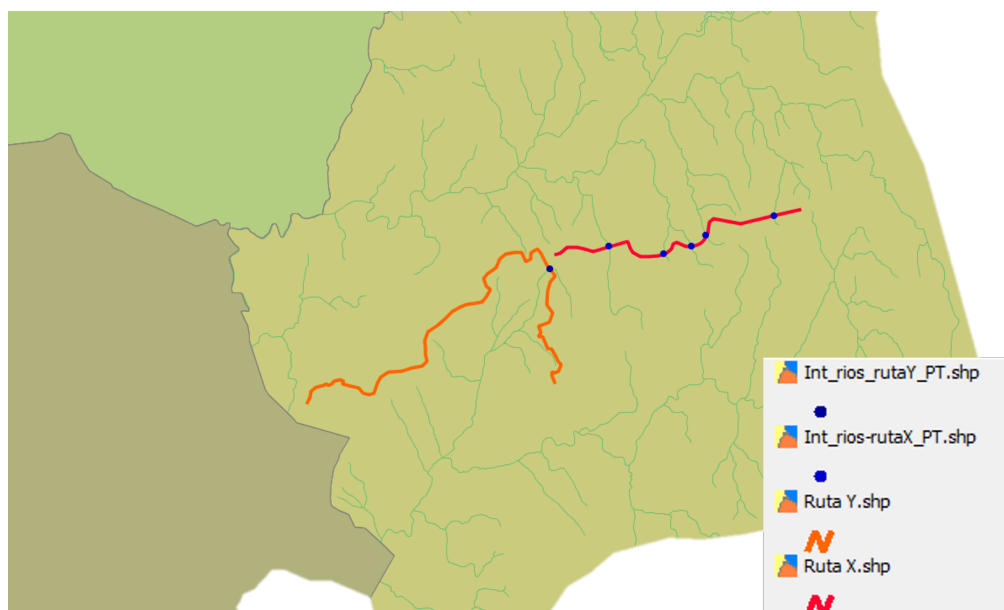 Int_rios_rutaY_PT.shp
Int_rios-rutaX_PT.shp
Ruta Y.shp
Ruta X.shp